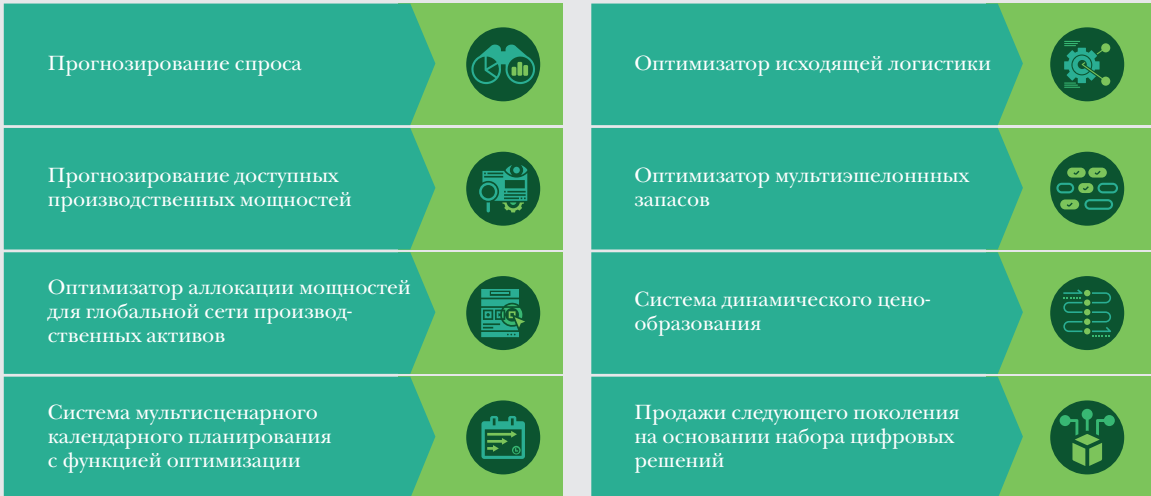 Прогнозирование спроса
Прогнозирование доступных
производственных мощностей
Оптимизатор аллокации мощностей
для глобальной сети производ-
ственных активов
Система мультисценарного
календарного планирования
с функцией оптимизации
Оптимизатор исходящей логистики
Оптимизатор мультиэшелоннных
запасов
Система динамического цено-
образования
Продажи следующего поколения
на основании набора цифровых
решений